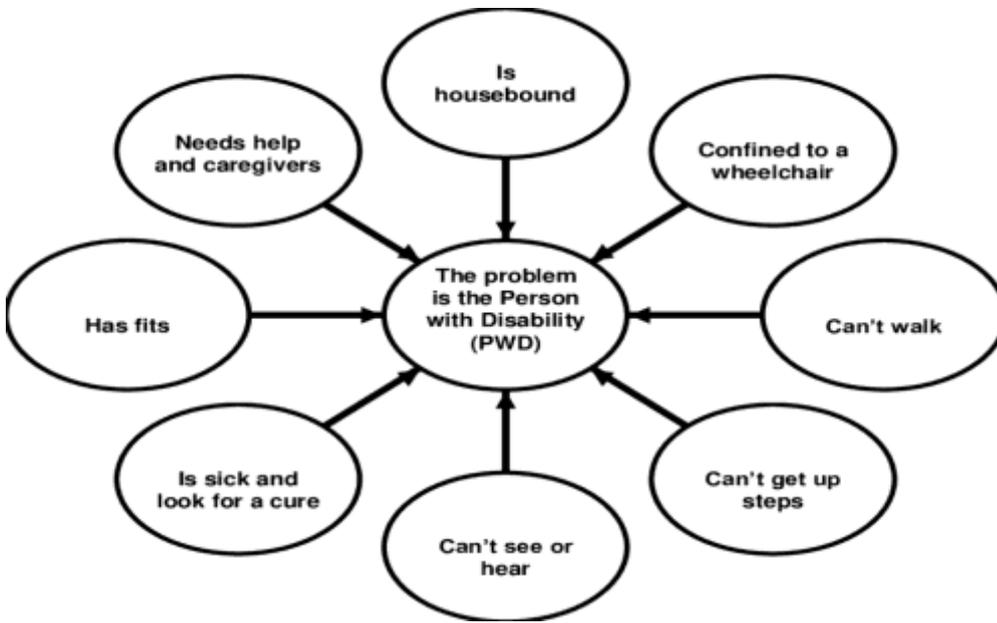 Is
housebound
Needs help
and caregivers
Confined to a
wheelchair
The problem
is the Person
with Disability
(PWD)
Has fits
Can't walk
Is sick and
look for a cure
Can't get up
steps
Can't see or
hear